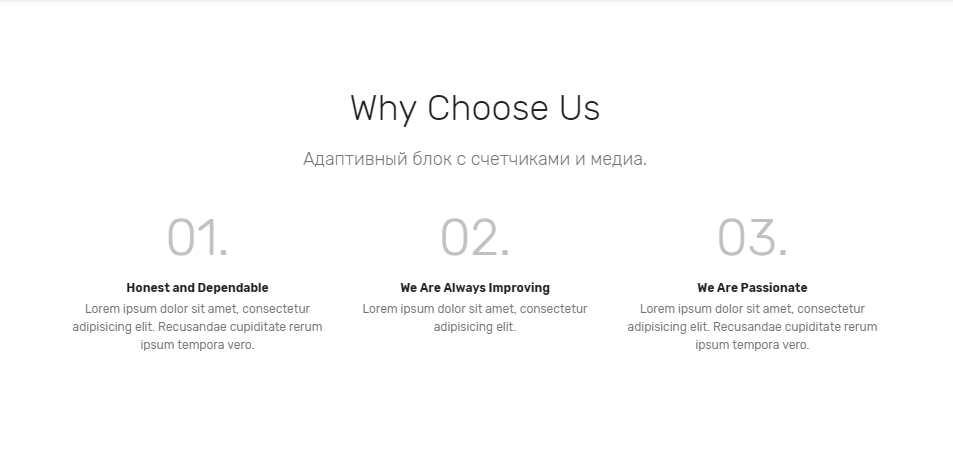 Why Choose Us
Адаптивный блок с счетчиками и медиа.
01.
Honest and Dependable
Lorem ipsum dolor sit amet, consectetur
adipisicing elit. Recusandae cupiditate rerum
ipsum tempora vero.
02.
We Are Always Improving
Lorem ipsum dolor sit amet, consectetur
adipisicing elit.
03.
We Are Passionate
Lorem ipsum dolor sit amet, consectetur
adipisicing elit. Recusandae cupiditate rerum
ipsum tempora vero.